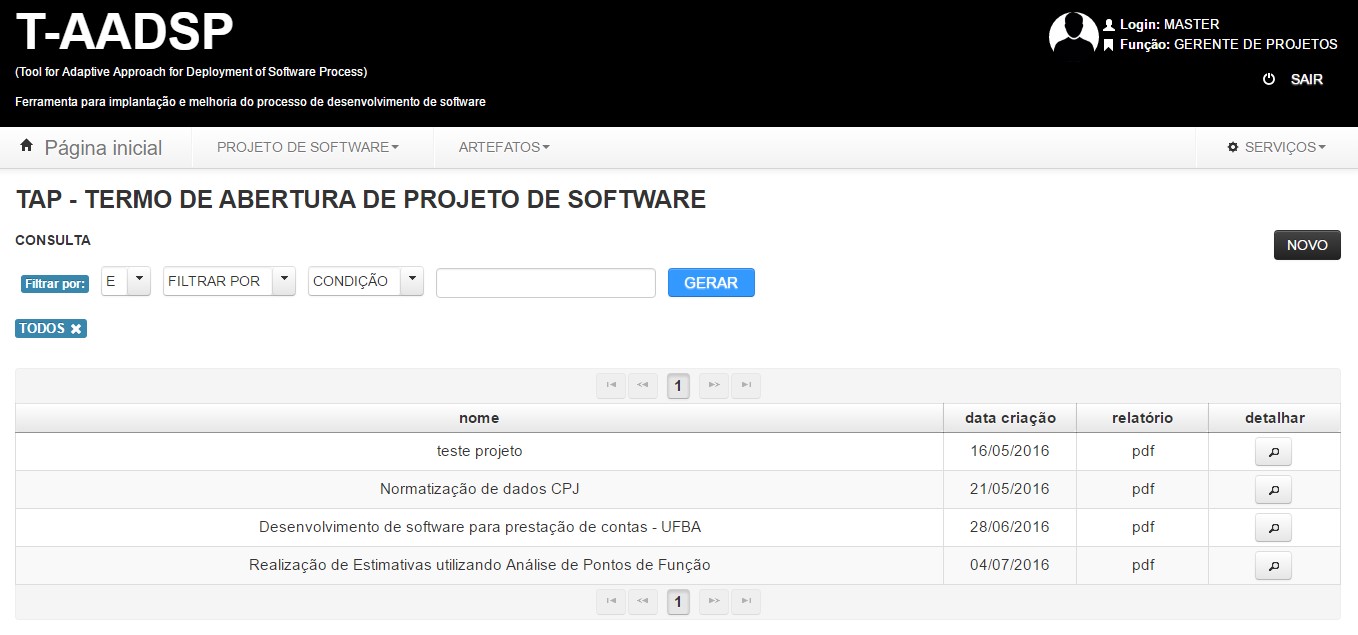 T-AADSP
(Tool for Adaptive Approach for Deployment of Software Process)
Ferramenta para implantação e melhoria do processo de desenvolvimento de software
Login: MASTER
Função: GERENTE DE PROJETOS
SAIR
Página inicial PROJETO DE SOFTWARE ARTEFATOS SERVIÇOS
TAP - TERMO DE ABERTURA DE PROJETO DE SOFTWARE
CONSULTA
NOVO
Filtrar por: E FILTRAR POR CONDIÇÃO GERAR
TODOS
1
nome data criação relatório detalhar
teste projeto 16/05/2016 pdf
Normatização de dados CPJ 21/05/2016 pdf
Desenvolvimento de software para prestação de contas - UFBA 28/06/2016 pdf
Realização de Estimativas utilizando Análise de Pontos de Função 04/07/2016 pdf
1